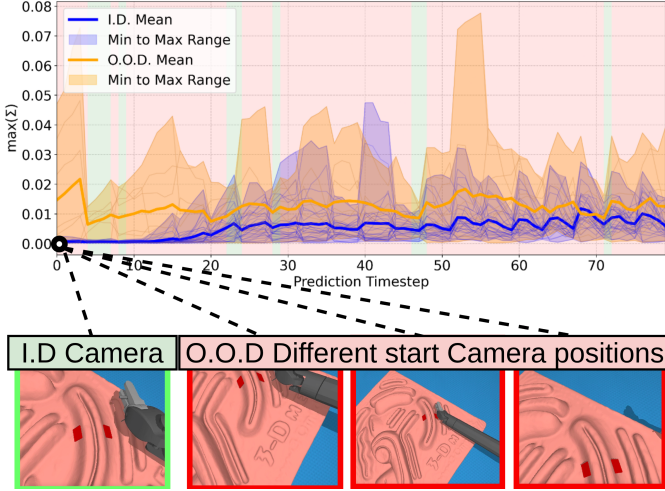 0.08
0.07
0.06
0.05
0.04
0.03
0.02
0.01
0.00
max(Σ)
I.D. Mean
Min to Max Range
O.O.D. Mean
Min to Max Range
0 10 20 30 40 50 60 70
Prediction Timestep
I.D Camera
O.O.D Different start Camera positions
3-D M
3-D M